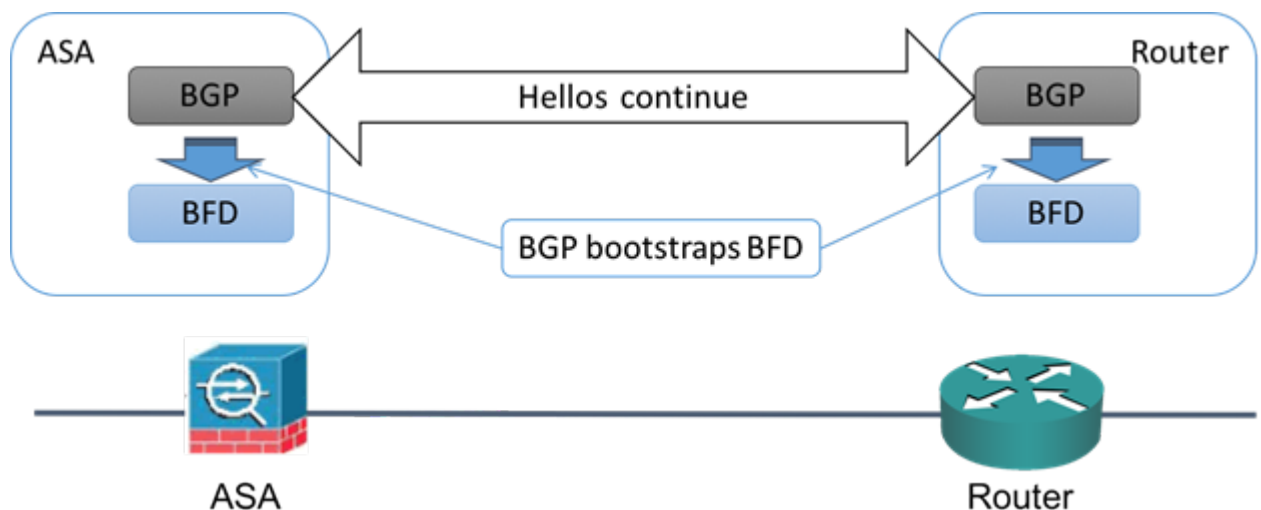 ASA
Router
BGP
Hellos continue
BGP
BFD
BFD
BGP bootstraps BFD
ASA
Router